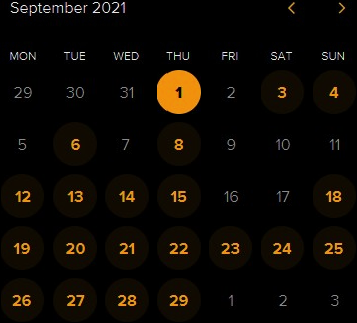 September 2021 < >
MON TUE WED THU FRI SAT SUN
29 30 31 1 2 3 4
5 6 7 8 9 10 11
12 13 14 15 16 17 18
19 20 21 22 23 24 25
26 27 28 29 1 2 3